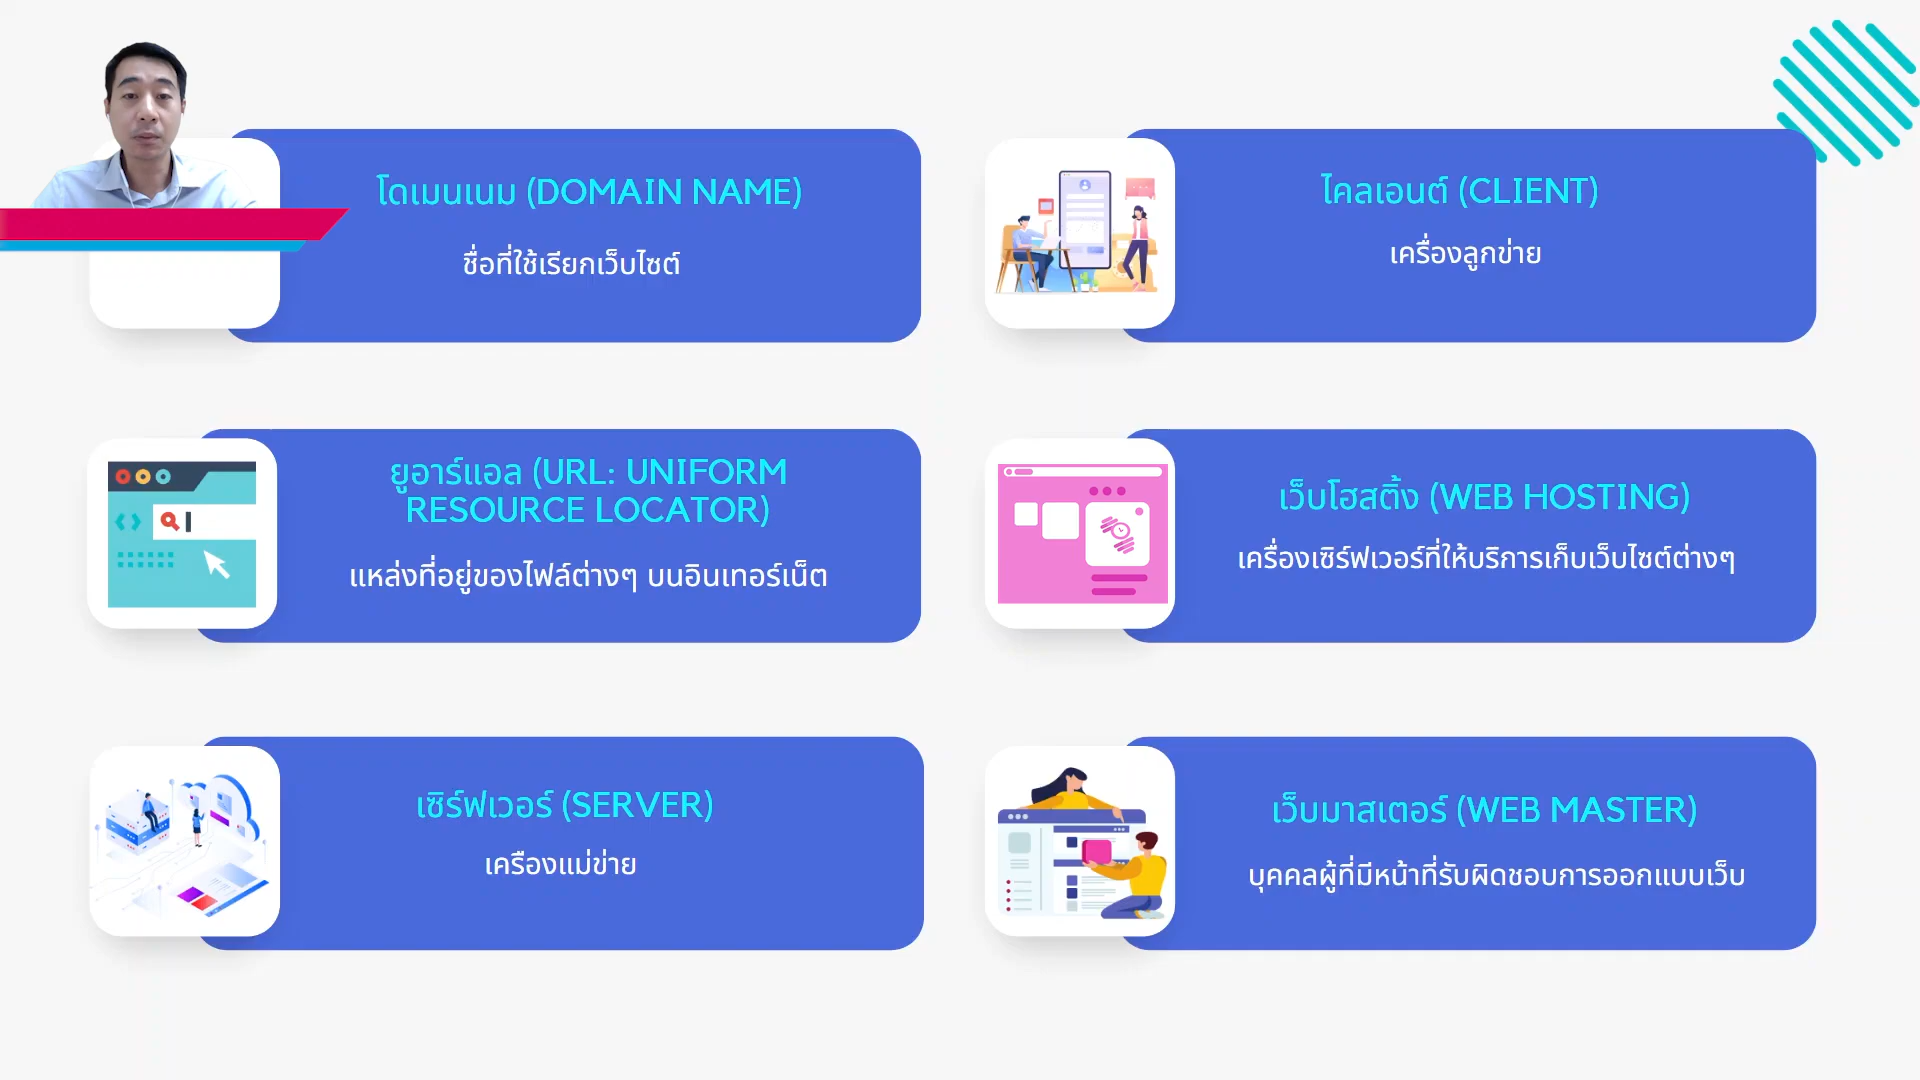 โดเมนเนม (DOMAIN NAME)
ชื่อที่ใช้เรียกเว็บไซต์
ไคลเอนต์ (CLIENT)
เครื่องลูกข่าย
ยูอาร์แอล (URL: UNIFORM
RESOURCE LOCATOR)
แหล่งที่อยู่ของไฟล์ต่างๆ บนอินเทอร์เน็ต
เว็บโฮสติ้ง (WEB HOSTING)
เครื่องเซิร์ฟเวอร์ที่ให้บริการเก็บเว็บไซต์ต่างๆ
เซิร์ฟเวอร์ (SERVER)
เครืองแม่ข่าย
เว็บมาสเตอร์ (WEB MASTER)
บุคคลผู้ที่มีหน้าที่รับผิดชอบการออกแบบเว็บ